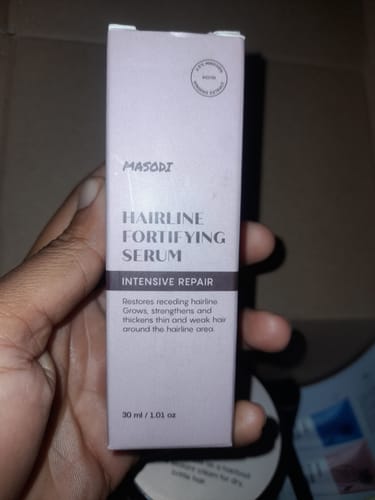 MASODI
HAIRLINE
FORTIFYING
SERUM
INTENSIVE REPAIR
Restores receding hairline.
Grows, strengthens and
thickens thin and weak hair
around the hairline area.
30 ml / 1.01 oz